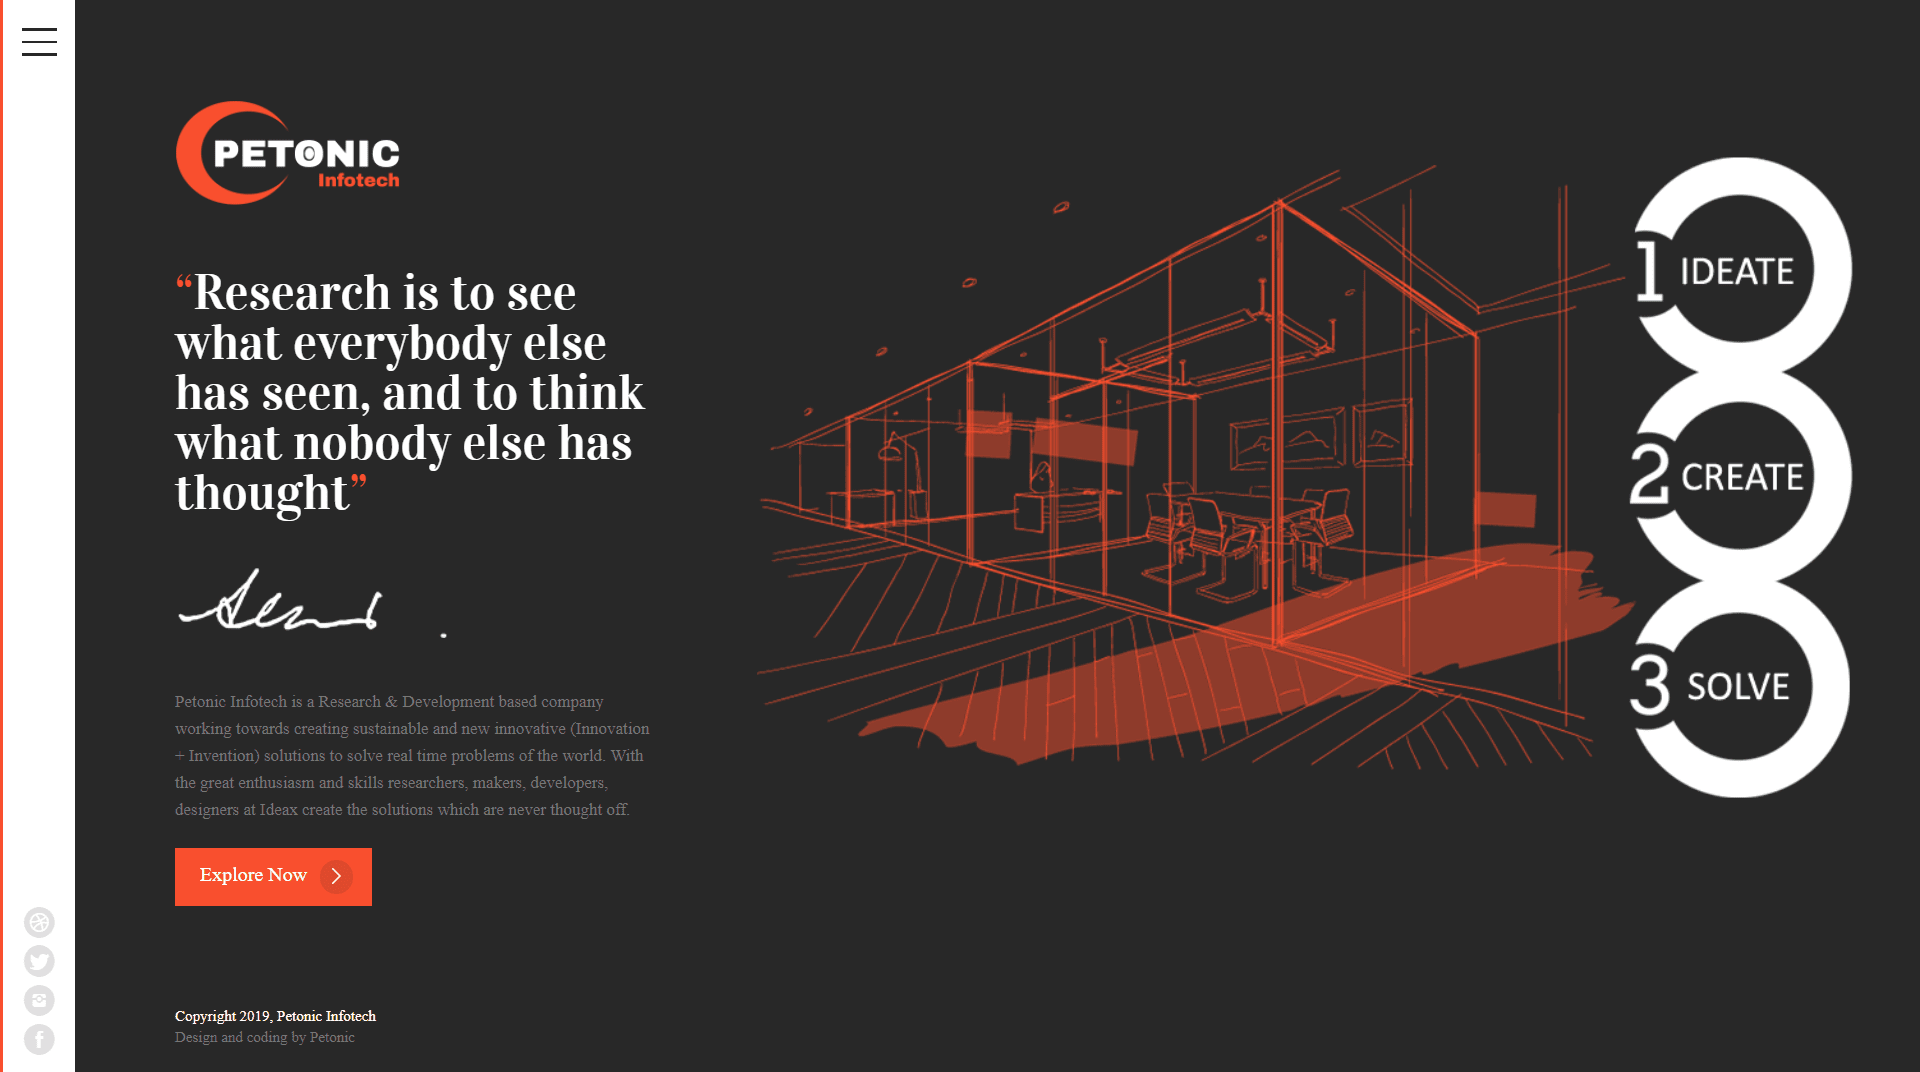 PETONIC
Infotech
“Research is to see
what everybody else
has seen, and to think
what nobody else has
thought”
Petonic Infotech is a Research & Development based company
working towards creating sustainable and new innovative (Innovation
+ Invention) solutions to solve real time problems of the world. With
the great enthusiasm and skills researchers, makers, developers,
designers at Ideax create the solutions which are never thought off.
Explore Now
Copyright 2019, Petonic Infotech
Design and coding by Petonic
1 IDEATE
2 CREATE
3 SOLVE